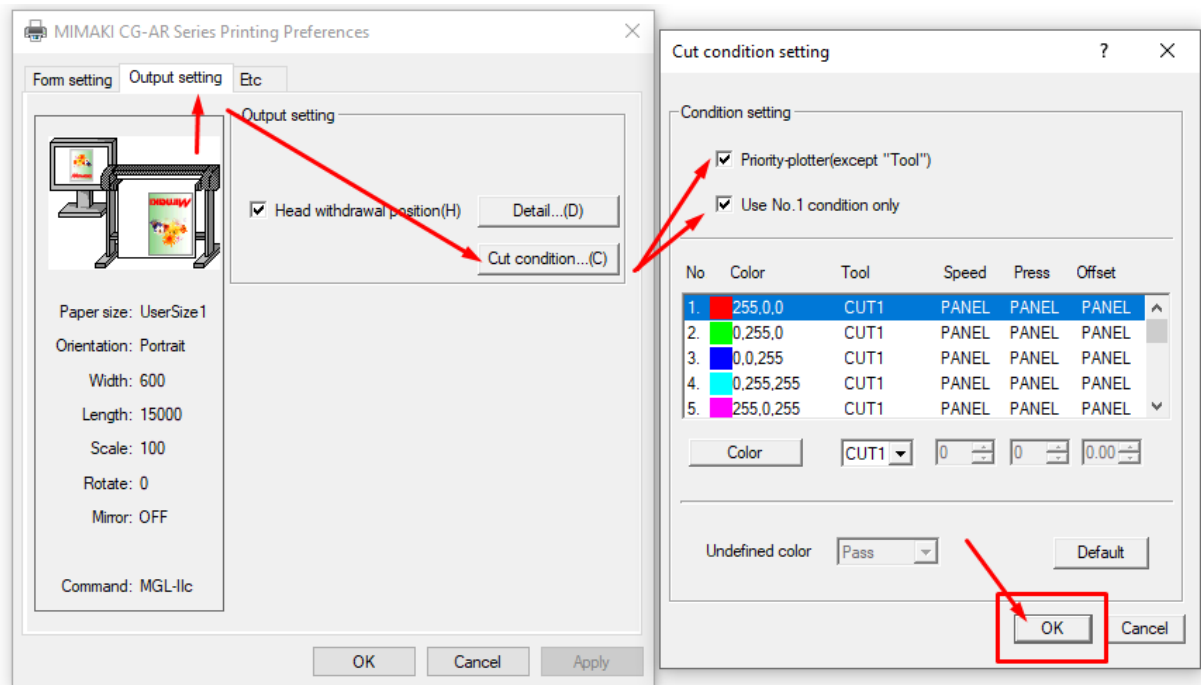 MIMAKI CG-AR Series Printing Preferences
Form setting Output setting Etc
Output setting
Mimaki
Head withdrawal position(H) Detail...(D)
Cut condition...(C)
Paper size: UserSize1
Orientation: Portrait
Width: 600
Length: 15000
Scale: 100
Rotate: 0
Mirror: OFF
Command: MGL-IIc
OK Cancel Apply
Cut condition setting ?
Condition setting
Priority-plotter(except "Tool")
Use No.1 condition only
No Color Tool Speed Press Offset
1. 255,0,0 CUT1 PANEL PANEL PANEL
2. 0,255,0 CUT1 PANEL PANEL PANEL
3. 0,0,255 CUT1 PANEL PANEL PANEL
4. 0,255,255 CUT1 PANEL PANEL PANEL
5. 255,0,255 CUT1 PANEL PANEL PANEL
Color CUT1 0 0 0.00
Undefined color Pass Default
OK Cancel